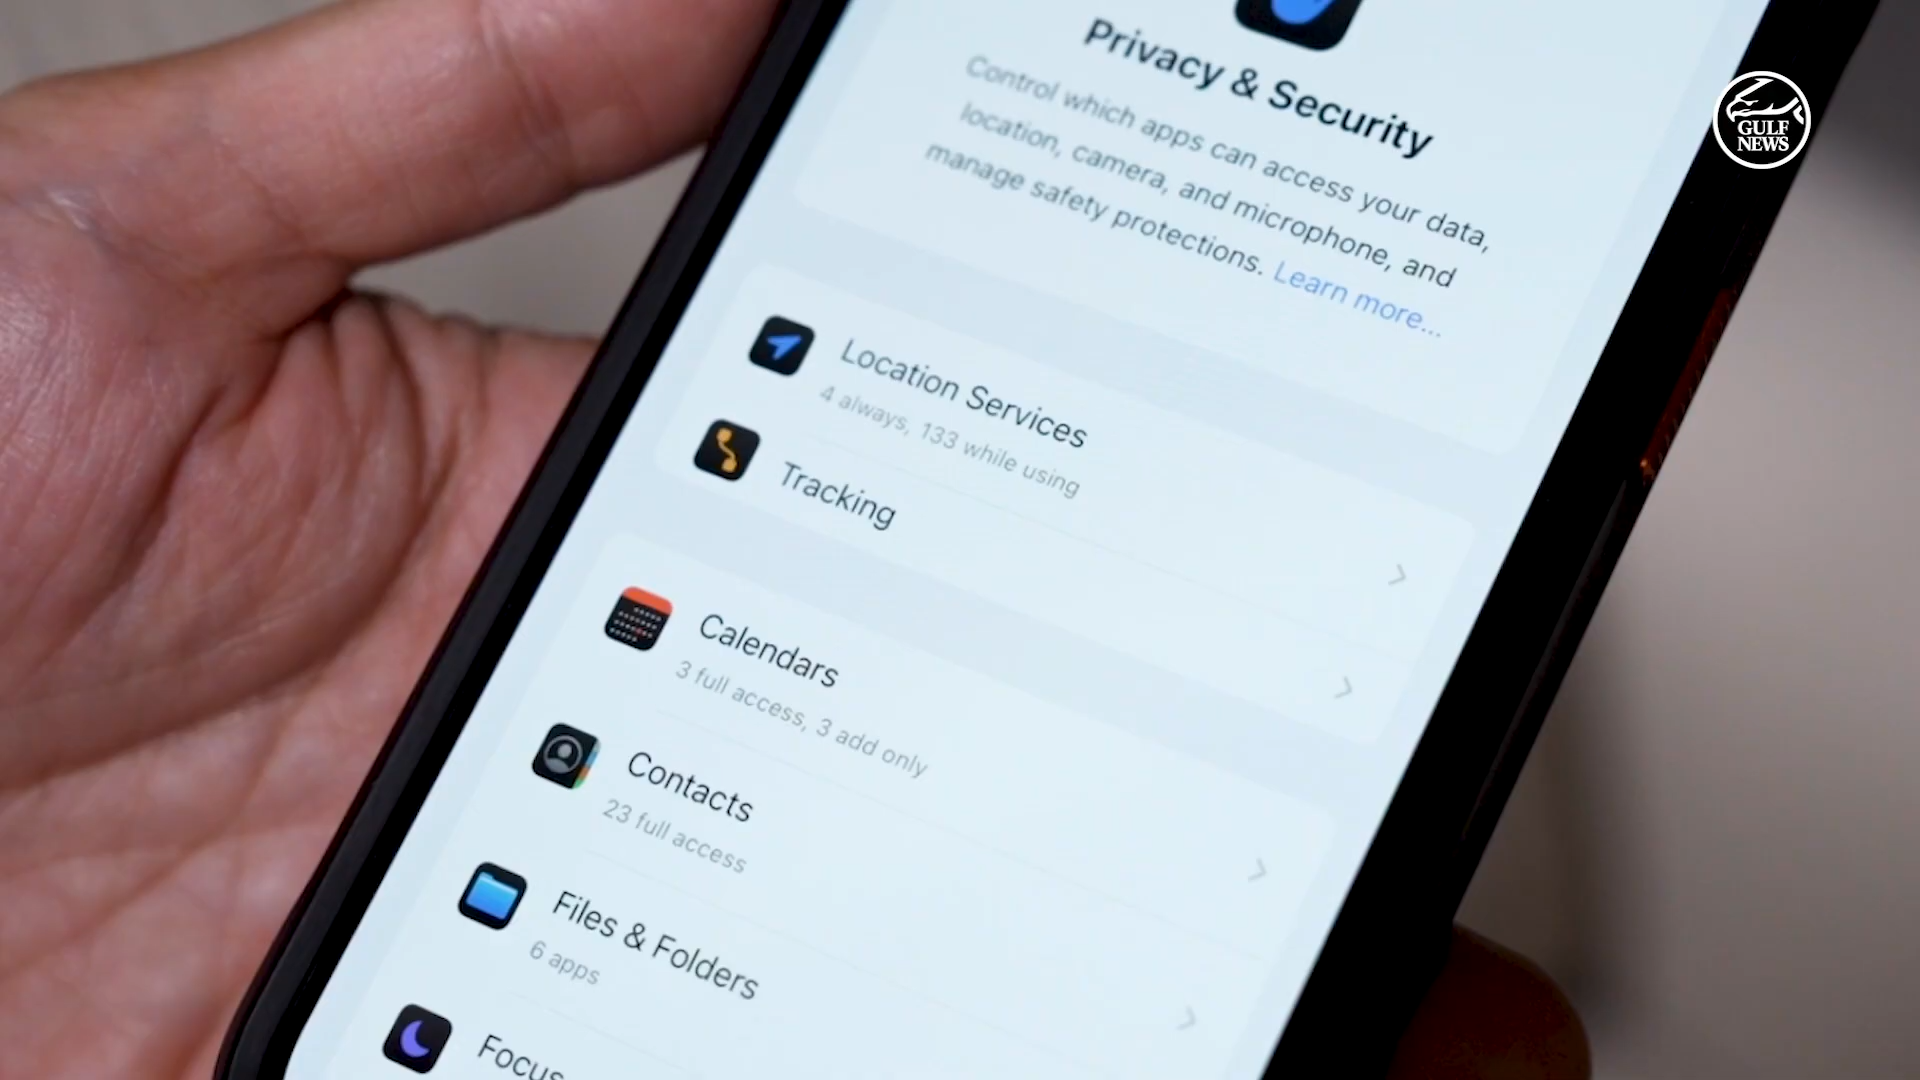 Privacy & Security
Control which apps can access your data,
location, camera, and microphone, and
manage safety protections. Learn more...
Location Services
4 always, 133 while using
Tracking
Calendars
3 full access, 3 add only
Contacts
23 full access
Files & Folders
6 apps
Focus
GULF
NEWS